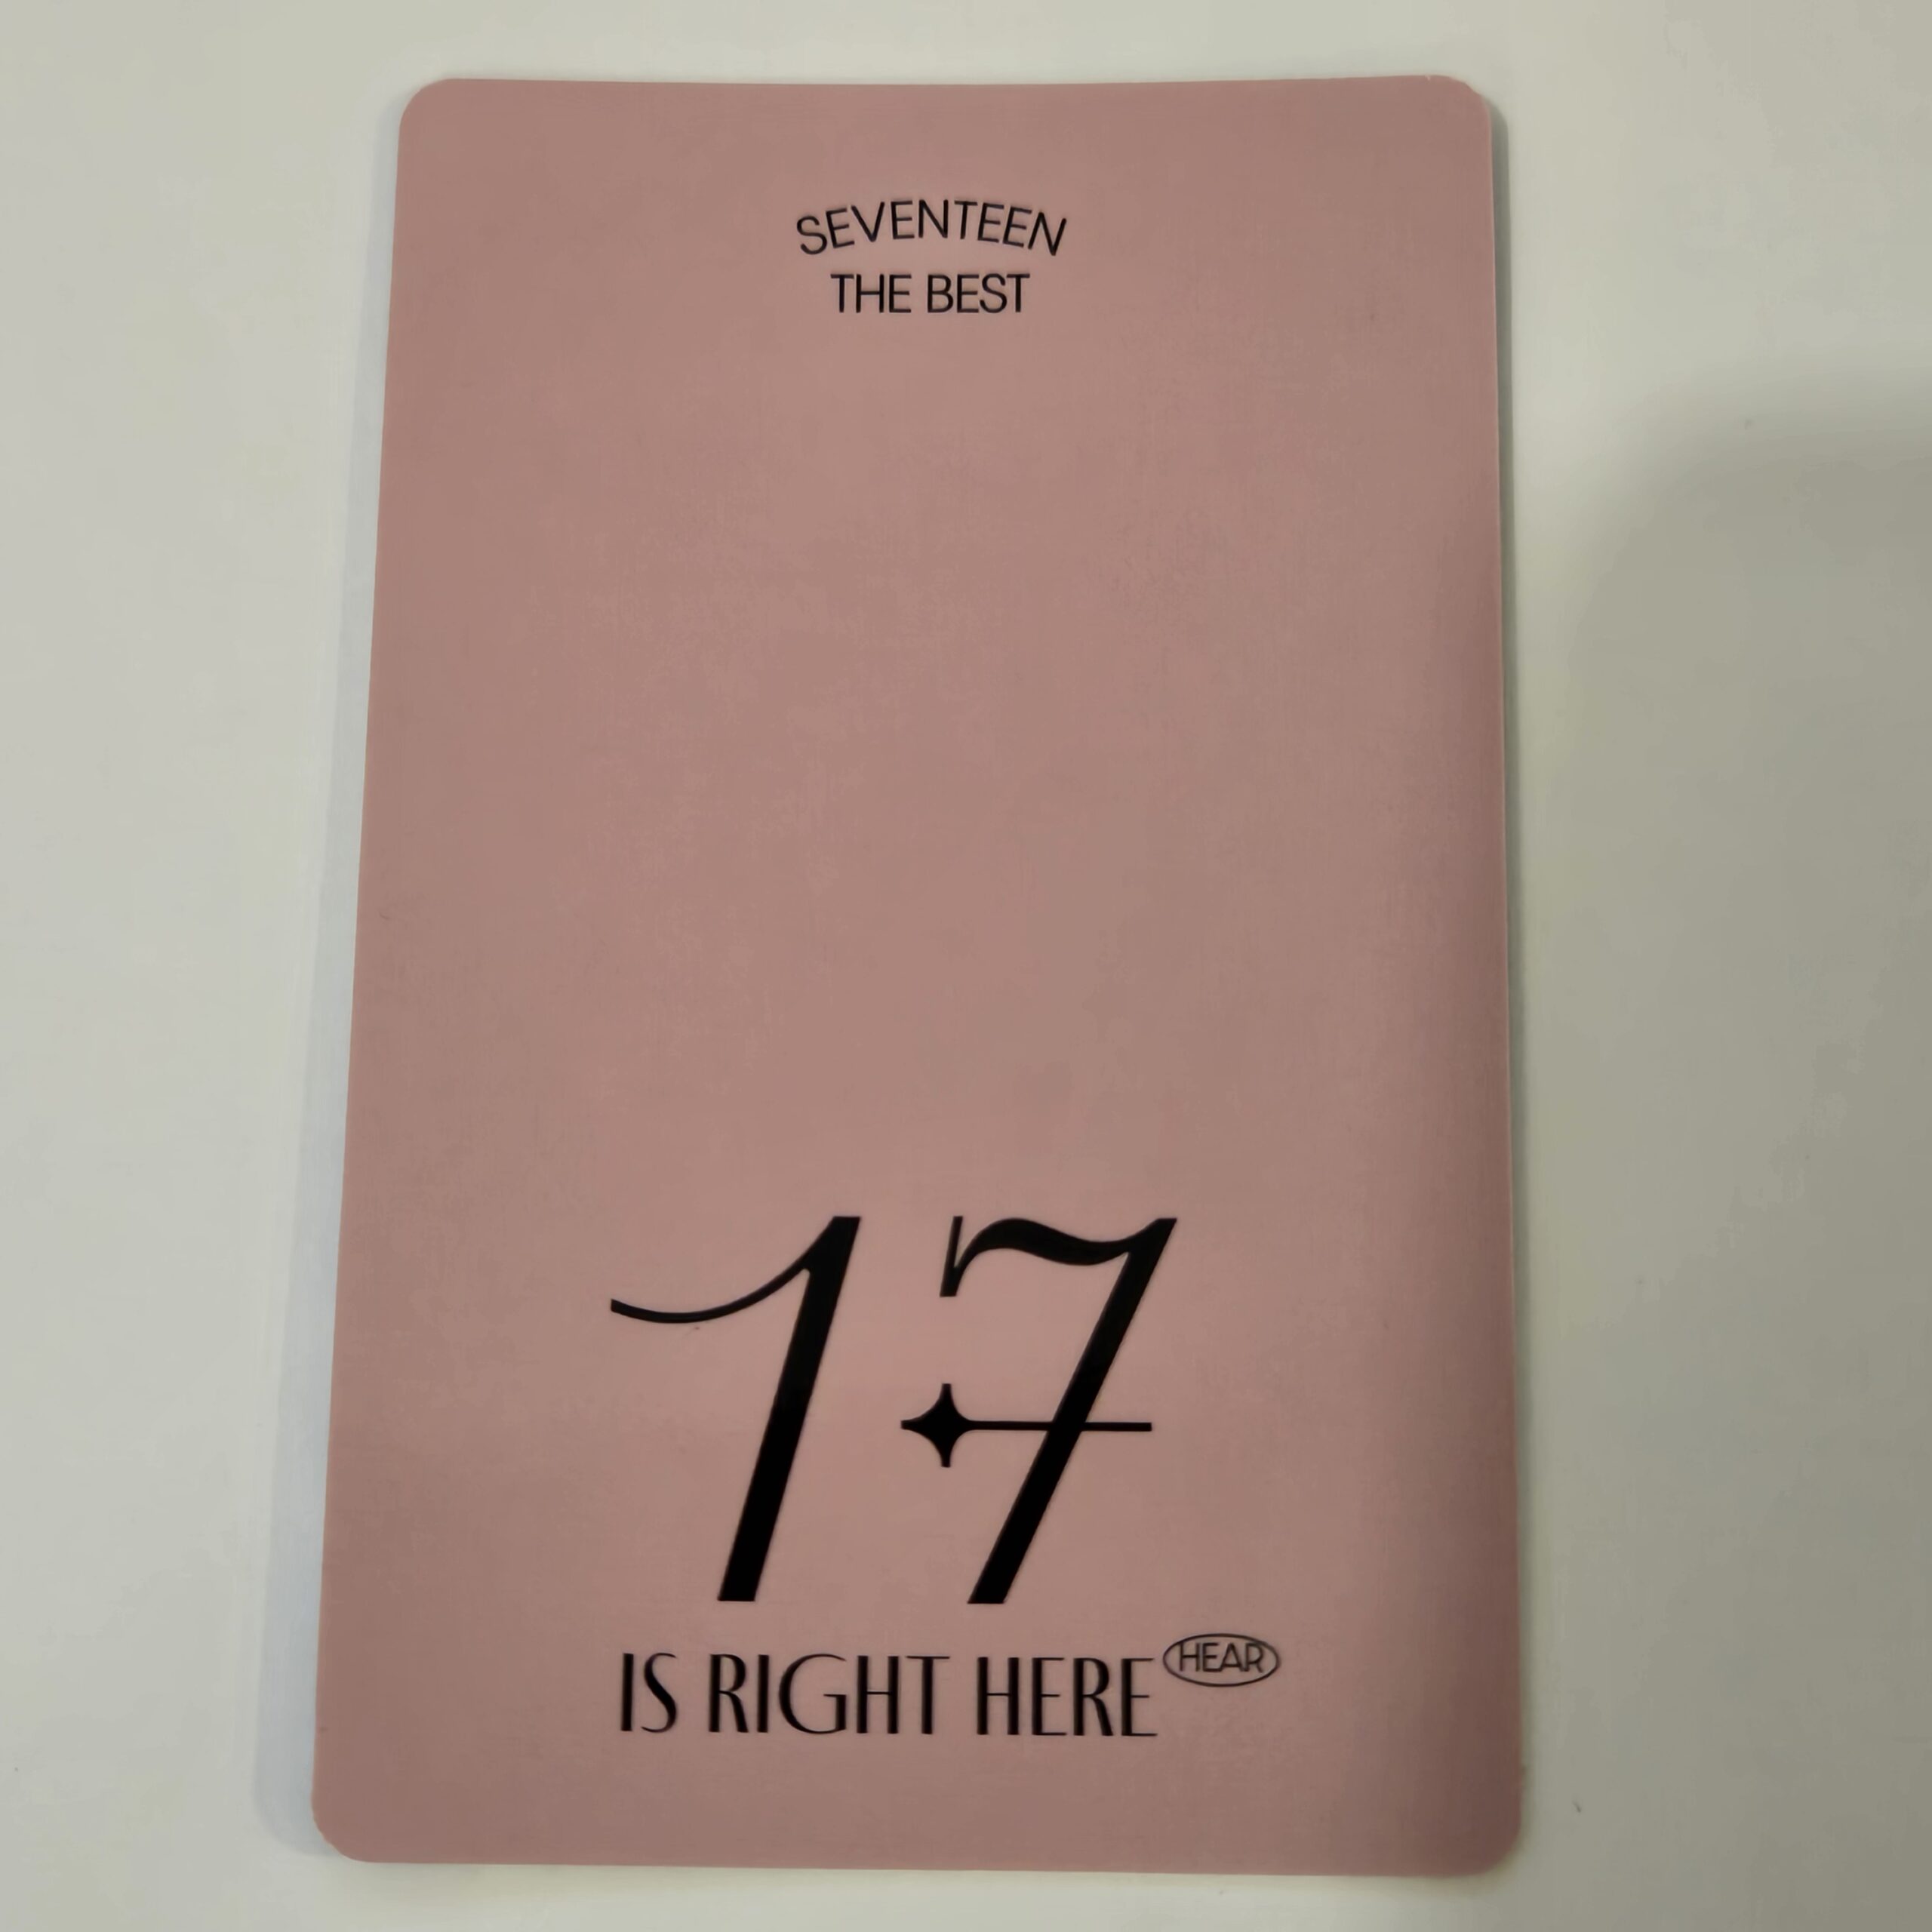 SEVENTEEN
THE BEST
17
IS RIGHT HERE HEAR